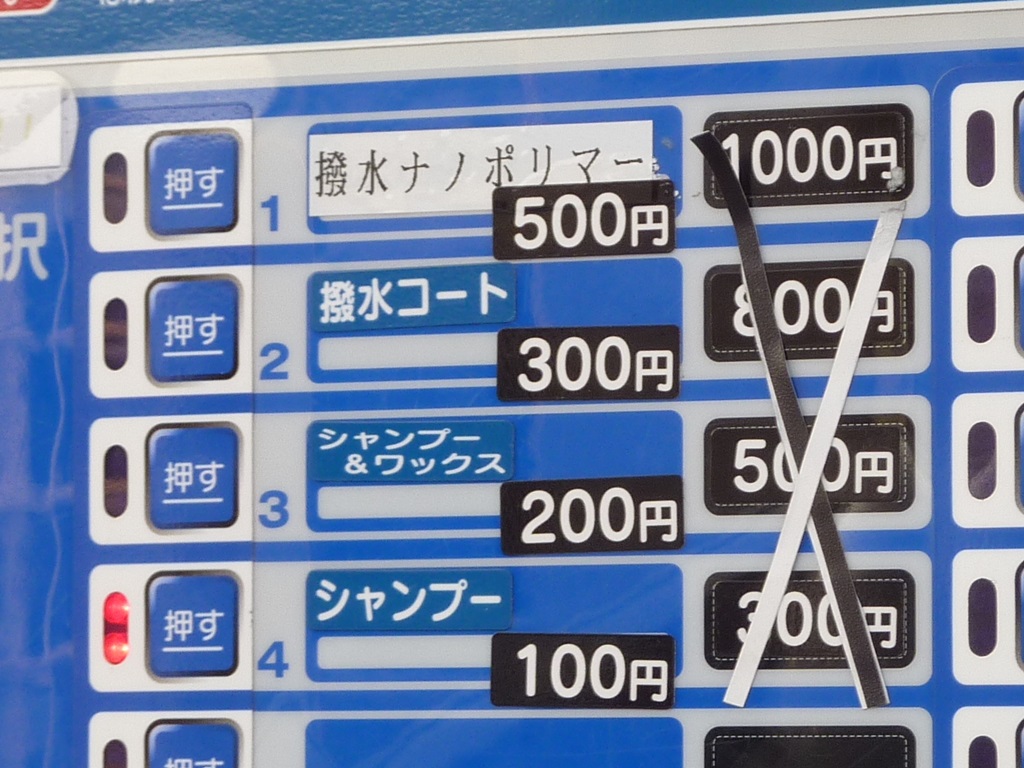 択
押す
1
撥水ナノポリマー
500円
1000円
押す
2
撥水コート
300円
800円
押す
3
シャンプー
&ワックス
200円
500円
押す
4
シャンプー
100円
300円
押す